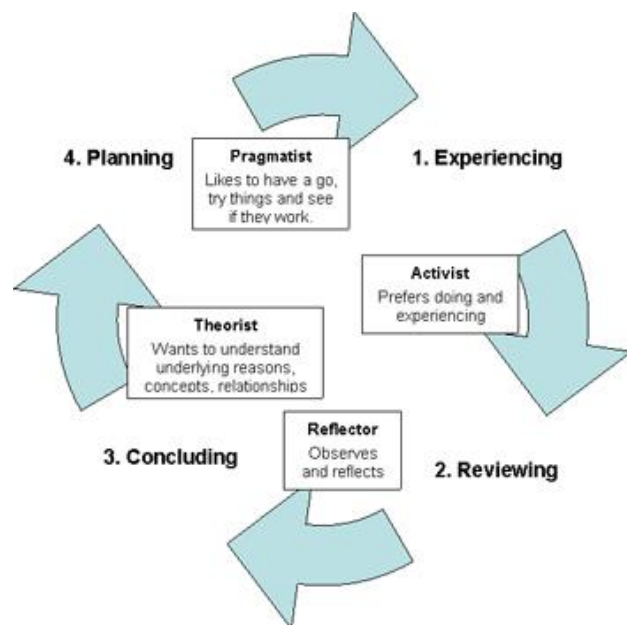 4. Planning
Pragmatist
Likes to have a go,
try things and see
if they work.
1. Experiencing
Activist
Prefers doing and
experiencing
Theorist
Wants to understand
underlying reasons,
concepts, relationships
Reflector
Observes
and reflects
3. Concluding
2. Reviewing